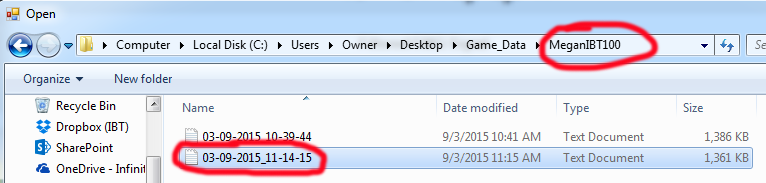 Open
Computer Local Disk (C:) Users Owner Desktop Game_Data MeganIBT100
Organize New folder
Name Date modified Type Size
Recycle Bin
Dropbox (IBT)
SharePoint
OneDrive - Infinit
03-09-2015_10-39-44 9/3/2015 10:41 AM Text Document 1,386 KB
03-09-2015_11-14-15 9/3/2015 11:15 AM Text Document 1,361 KB